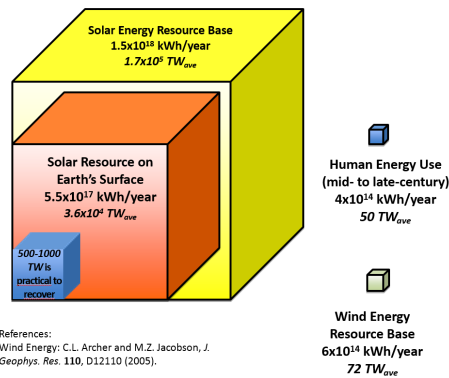 Solar Energy Resource Base
1.5x10¹⁸ kWh/year
1.7x10⁵ TWave
Solar Resource on
Earth's Surface
5.5x10¹⁷ kWh/year
3.6x10⁴ TWave
500-1000
TW is
practical to
recover
Human Energy Use
(mid- to late-century)
4x10¹⁴ kWh/year
50 TWave
Wind Energy
Resource Base
6x10¹⁴ kWh/year
72 TWave
References:
Wind Energy: C.L. Archer and M.Z. Jacobson, J.
Geophys. Res. 110, D12110 (2005).